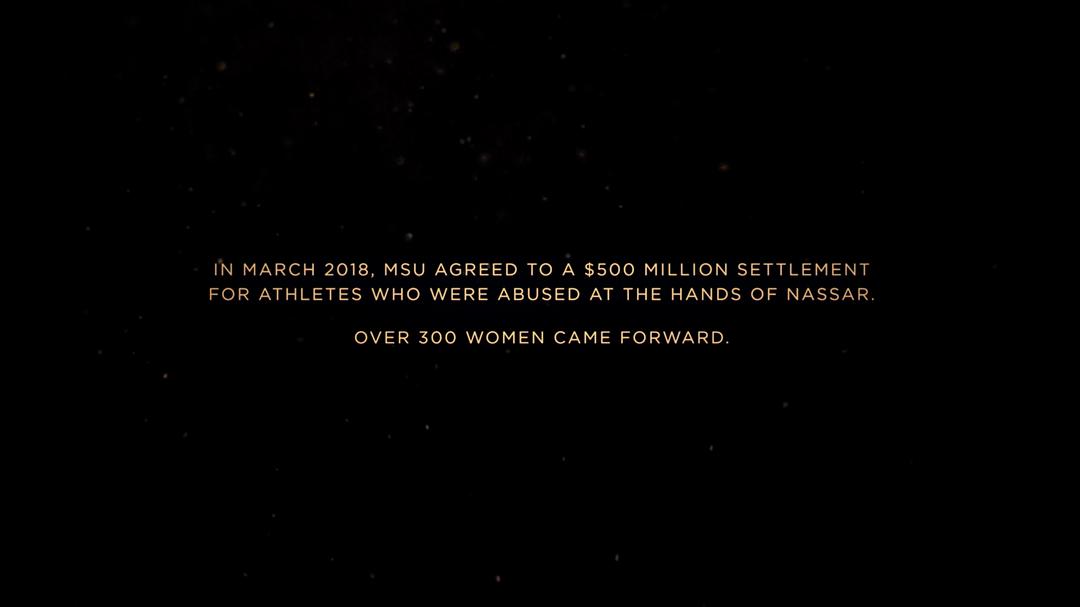 IN MARCH 2018, MSU AGREED TO A $500 MILLION SETTLEMENT
FOR ATHLETES WHO WERE ABUSED AT THE HANDS OF NASSAR.
OVER 300 WOMEN CAME FORWARD.